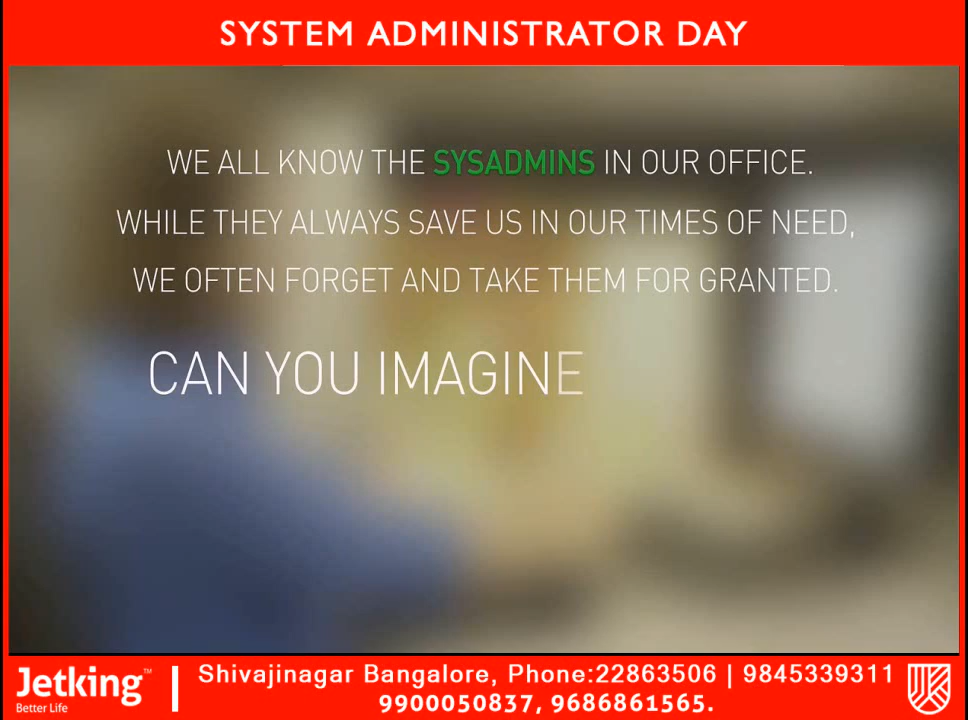 SYSTEM ADMINISTRATOR DAY
WE ALL KNOW THE SYSADMINS IN OUR OFFICE.
WHILE THEY ALWAYS SAVE US IN OUR TIMES OF NEED,
WE OFTEN FORGET AND TAKE THEM FOR GRANTED.
CAN YOU IMAGINE
Jetking™
Better Life
Shivajinagar Bangalore, Phone:22863506 | 9845339311
9900050837, 9686861565.